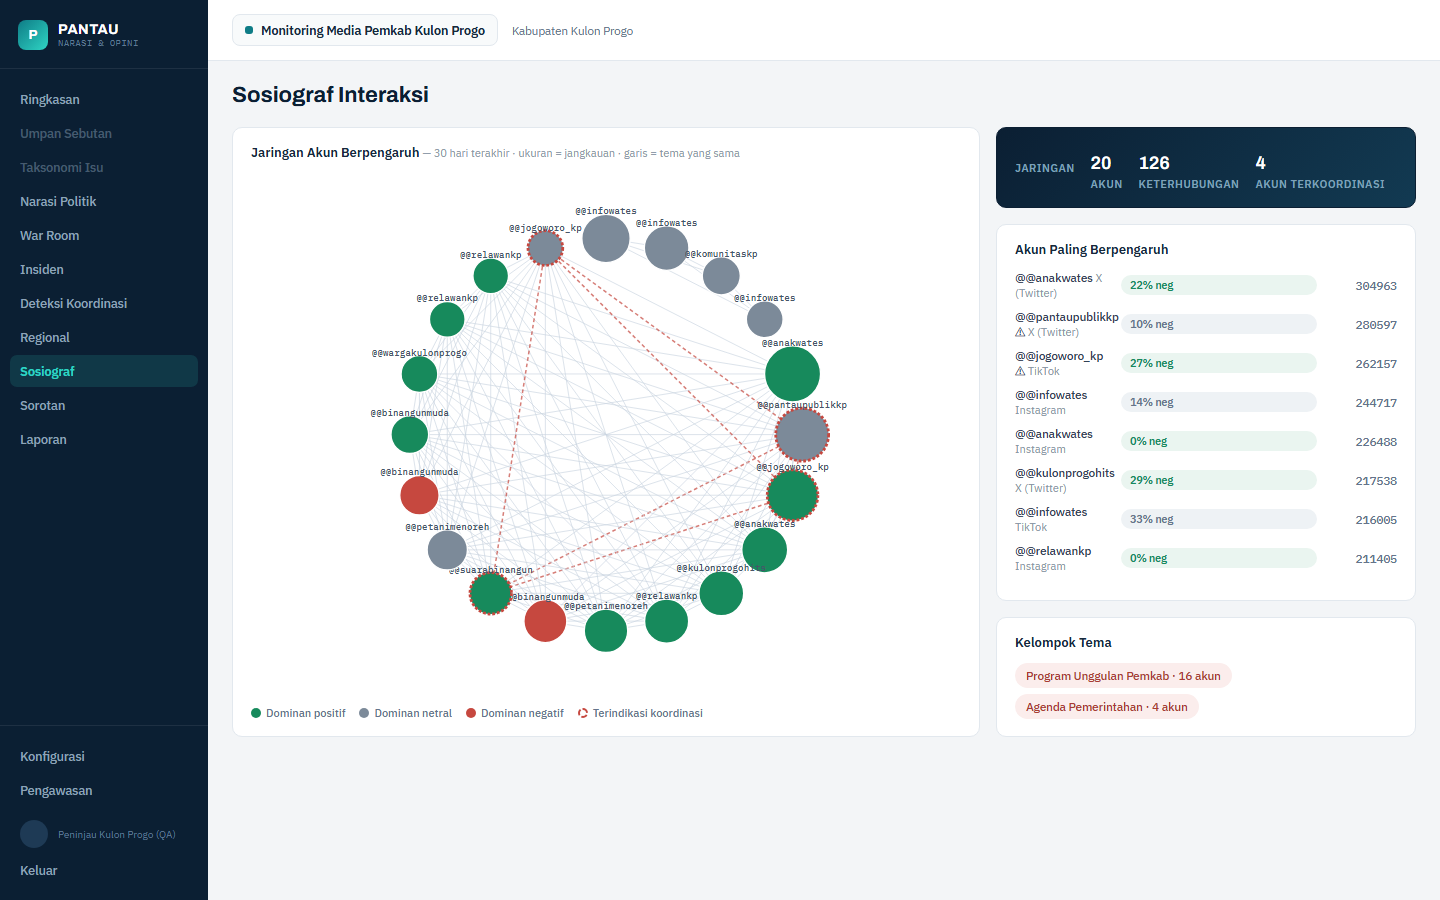 P
PANTAU
NARASI & OPINI
Ringkasan
Umpan Sebutan
Taksonomi Isu
Narasi Politik
War Room
Insiden
Deteksi Koordinasi
Regional
Sosiograf
Sorotan
Laporan
Konfigurasi
Pengawasan
Peninjau Kulon Progo (QA)
Keluar
Monitoring Media Pemkab Kulon Progo
Kabupaten Kulon Progo
Sosiograf Interaksi
Jaringan Akun Berpengaruh — 30 hari terakhir · ukuran = jangkauan · garis = tema yang sama
@@infowates
@@infowates
@@jogoworo_kp
@@komunitaskp
@@relawankp
@@infowates
@@relawankp
@@anakwates
@@wargakulonprogo
@@pantaupublikkp
@@binangunmuda
@@jogoworo_kp
@@binangunmuda
@@anakwates
@@petanimenoreh
@@kulonprogohits
@@suarabinangun
@@binangunmuda
@@relawankp
@@petanimenoreh
Dominan positif
Dominan netral
Dominan negatif
Terindikasi koordinasi
JARINGAN
20
AKUN
126
KETERHUBUNGAN
4
AKUN TERKOORDINASI
Akun Paling Berpengaruh
@@anakwates X
(Twitter)
22% neg
304963
@@pantaupublikkp
⚠ X (Twitter)
10% neg
280597
@@jogoworo_kp
⚠ TikTok
27% neg
262157
@@infowates
Instagram
14% neg
244717
@@anakwates
Instagram
0% neg
226488
@@kulonprogohits
X (Twitter)
29% neg
217538
@@infowates
TikTok
33% neg
216005
@@relawankp
Instagram
0% neg
211405
Kelompok Tema
Program Unggulan Pemkab · 16 akun
Agenda Pemerintahan · 4 akun